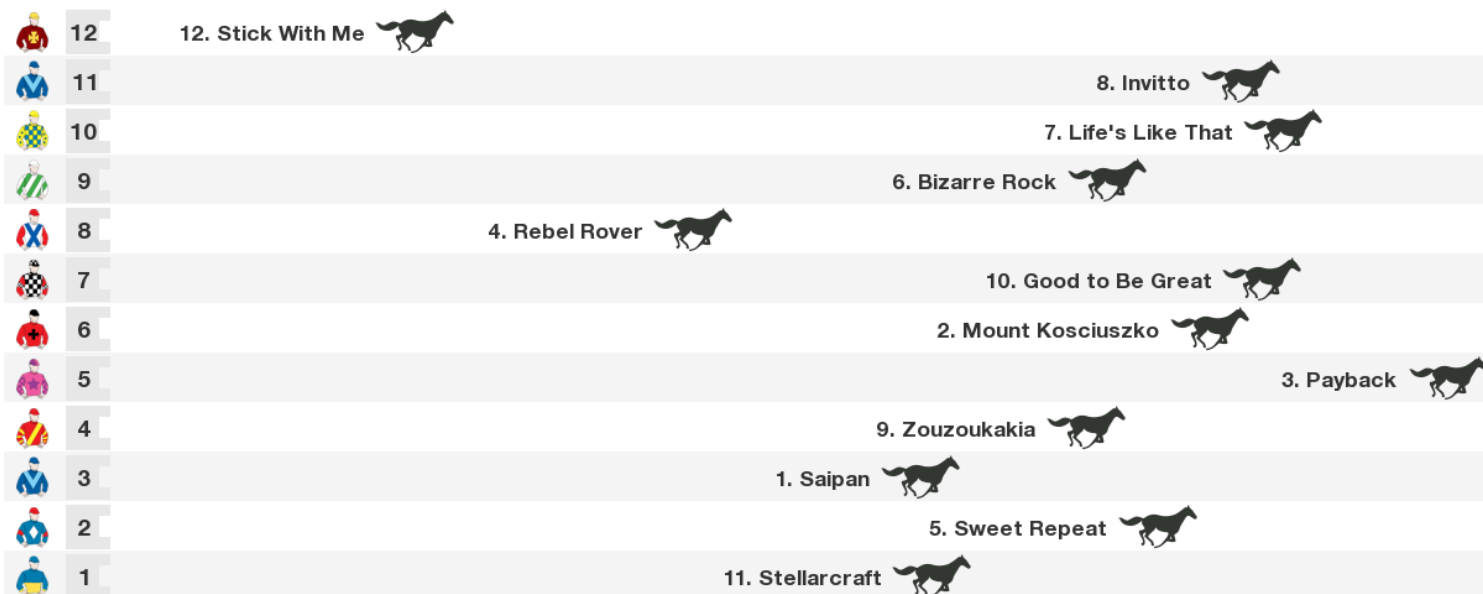 12 12. Stick With Me
11 8. Invitto
10 7. Life's Like That
9 6. Bizarre Rock
8 4. Rebel Rover
7 10. Good to Be Great
6 2. Mount Kosciuszko
5 3. Payback
4 9. Zouzoukakia
3 1. Saipan
2 5. Sweet Repeat
1 11. Stellarcraft